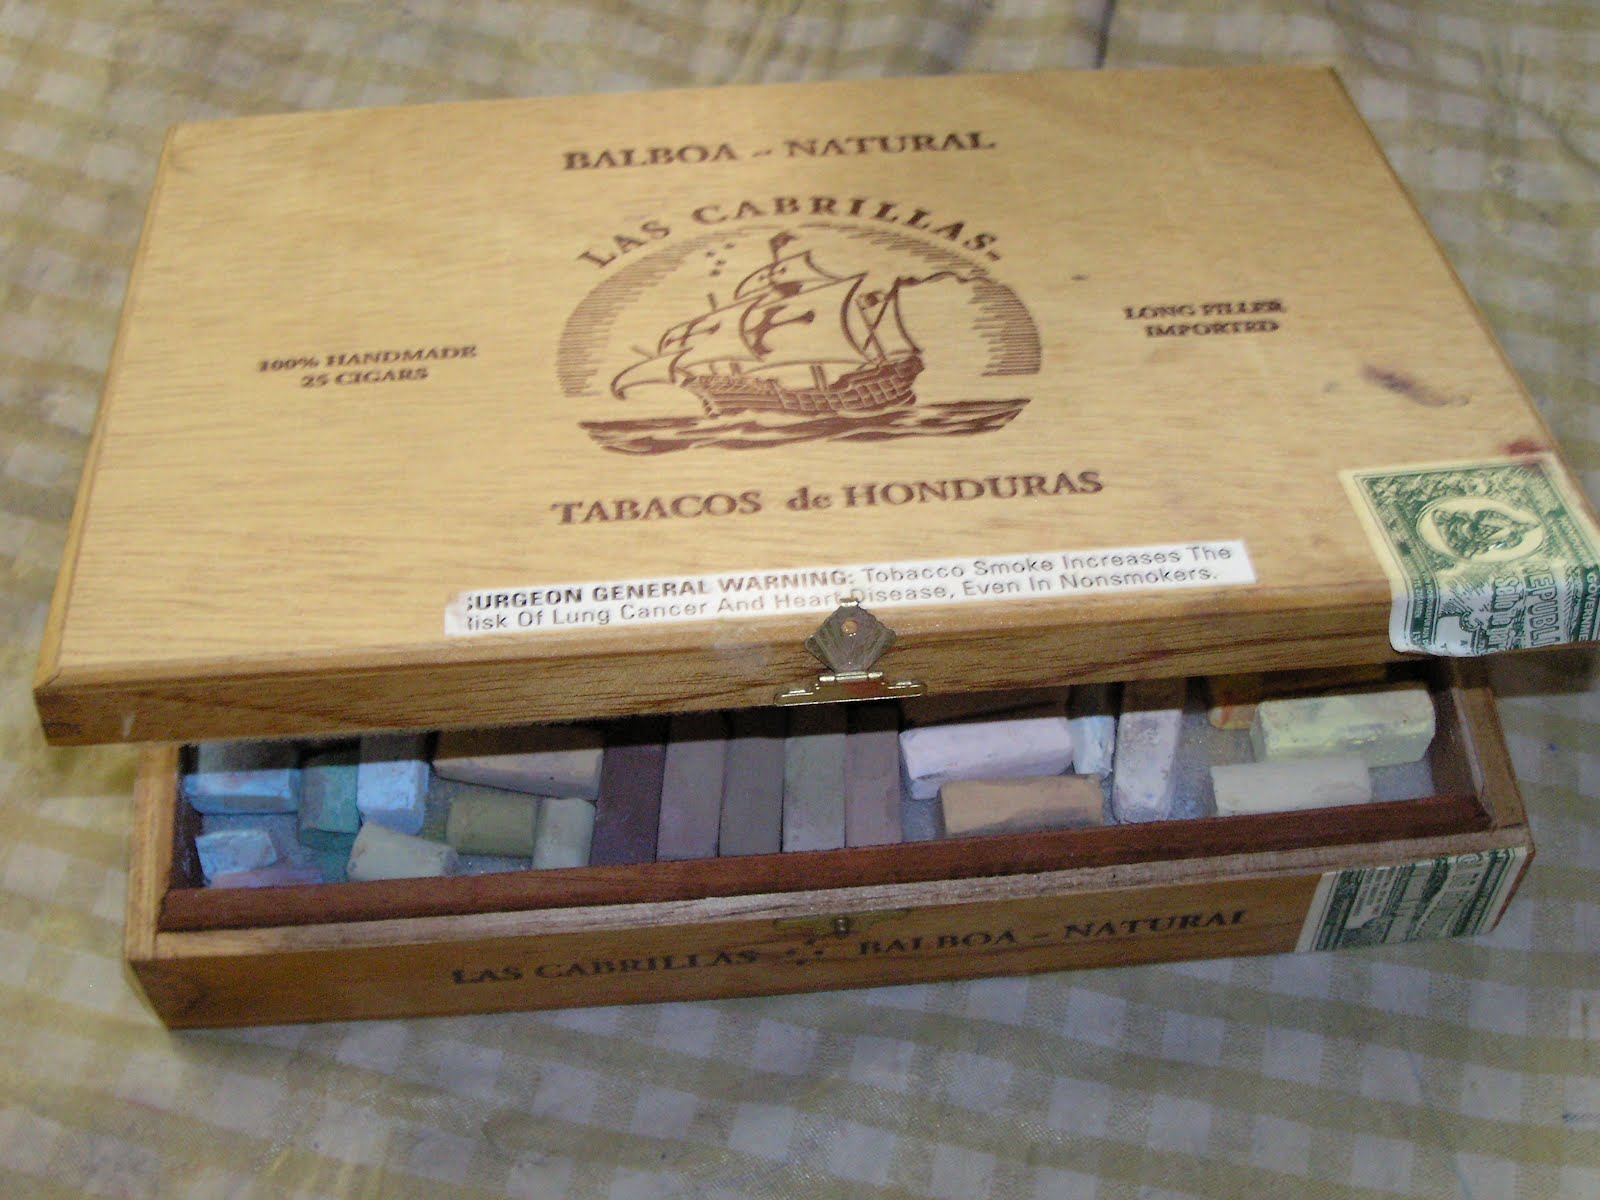 BALBOA ~ NATURAL
LAS CABRILLAS
100% HANDMADE
25 CIGARS
LONG FILLER
IMPORTED
TABACOS de HONDURAS
SURGEON GENERAL WARNING: Tobacco Smoke Increases The
Risk Of Lung Cancer And Heart Disease, Even In Nonsmokers.
LAS CABRILLAS BALBOA ~ NATURAL